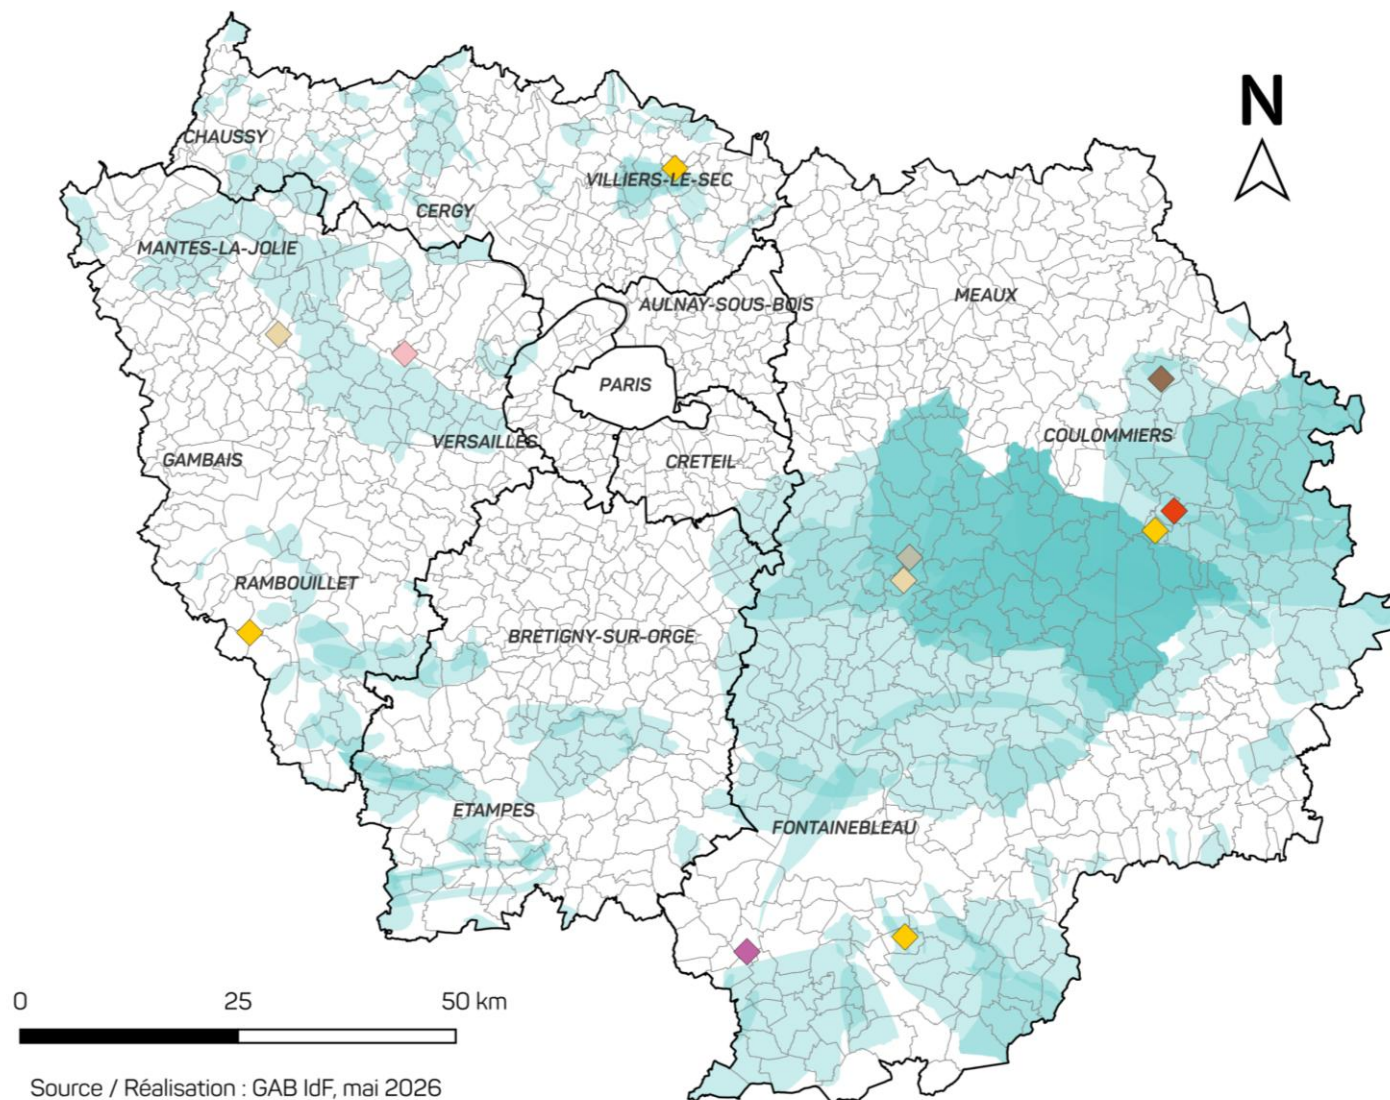 N
CHAUSSY
VILLIERS-LE-SEC
CERGY
MANTES-LA-JOLIE
MEAUX
AULNAY-SOUS-BOIS
PARIS
COULOMMIERS
VERSAILLES
GAMBAIS
CRETEIL
RAMBOUILLET
BRETIGNY-SUR-ORGE
ETAMPES
FONTAINEBLEAU
0 25 50 km
Source / Réalisation : GAB IdF, mai 2026